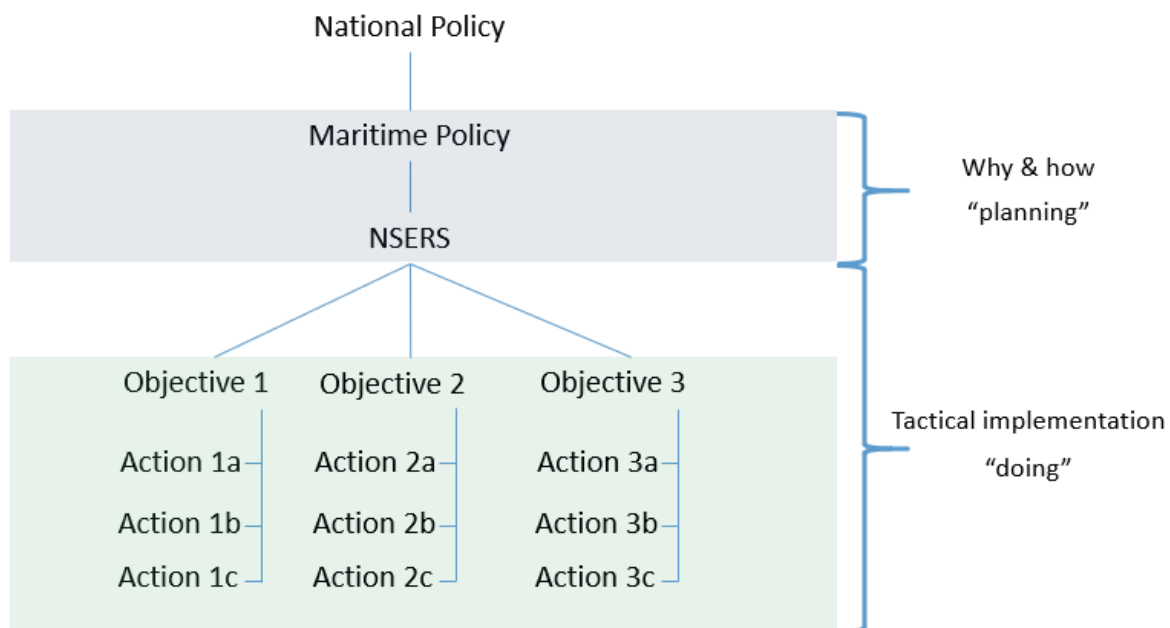 National Policy
Maritime Policy
Why & how
“planning”
NSERS
Objective 1
Objective 2
Objective 3
Action 1a
Action 2a
Action 3a
Tactical implementation
“doing”
Action 1b
Action 2b
Action 3b
Action 1c
Action 2c
Action 3c